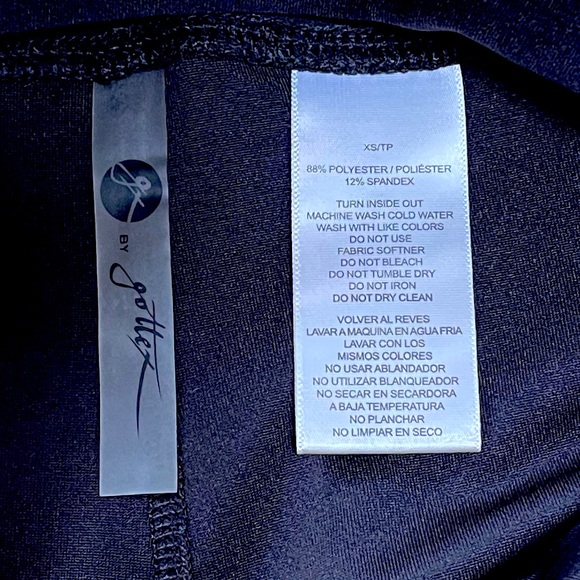 gx
BY
gottex
XS/TP
88% POLYESTER / POLIÉSTER
12% SPANDEX
TURN INSIDE OUT
MACHINE WASH COLD WATER
WASH WITH LIKE COLORS
DO NOT USE
FABRIC SOFTNER
DO NOT BLEACH
DO NOT TUMBLE DRY
DO NOT IRON
DO NOT DRY CLEAN
VOLVER AL REVES
LAVAR A MAQUINA EN AGUA FRIA
LAVAR CON LOS
MISMOS COLORES
NO USAR ABLANDADOR
NO UTILIZAR BLANQUEADOR
NO SECAR EN SECARDORA
A BAJA TEMPERATURA
NO PLANCHAR
NO LIMPIAR EN SECO